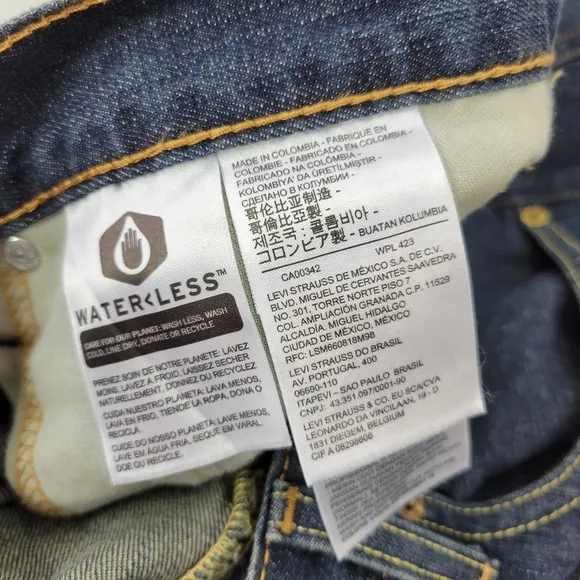 WATER<LESS™
CARE FOR OUR PLANET: WASH LESS, WASH
COLD, LINE DRY, DONATE OR RECYCLE
PRENEZ SOIN DE NOTRE PLANÈTE: LAVEZ
MOINS, LAVEZ A FROID, LAISSEZ SECHER
NATURELLEMENT, DONNEZ OU RECYCLEZ
CUIDA NUESTRO PLANETA: LAVA MENOS,
LAVA EN FRIO, TIENDE LA ROPA, DONA O
RECICLA
CUIDE DO NOSSO PLANETA: LAVE MENOS,
LAVE EM ÁGUA FRIA, SEQUE EM VARAL,
DOE OU RECICLE
MADE IN COLOMBIA - FABRIQUE EN
COLOMBIE - FABRICADO EN COLOMBIA -
FABRICADO NA COLÔMBIA -
KOLOMBİYA' DA ÜRETİLMİŞTİR -
СДЕЛАНО В КОЛУМБИИ -
哥伦比亚制造 -
哥倫比亞製 -
제조국: 콜롬비아 -
コロンビア製 - BUATAN KOLUMBIA
CA00342 WPL 423
LEVI STRAUSS DE MÉXICO S.A. DE C.V.
BLVD. MIGUEL DE CERVANTES SAAVEDRA
NO. 301, TORRE NORTE PISO 7
COL. AMPLIACIÓN GRANADA C.P. 11529
ALCALDÍA. MIGUEL HIDALGO
CIUDAD DE MÉXICO, MÉXICO
RFC: LSM660818M98
LEVI STRAUSS DO BRASIL
AV. PORTUGAL, 400
06690-110
ITAPEVI - SAO PAULO BRASIL
CNPJ. 43.351.097/0001-90
LEVI STRAUSS & CO. EU SCA/CVA
LEONARDO DA VINCILAAN, 19 - D
1831 DIEGEM, BELGIUM
CIF A 08298606